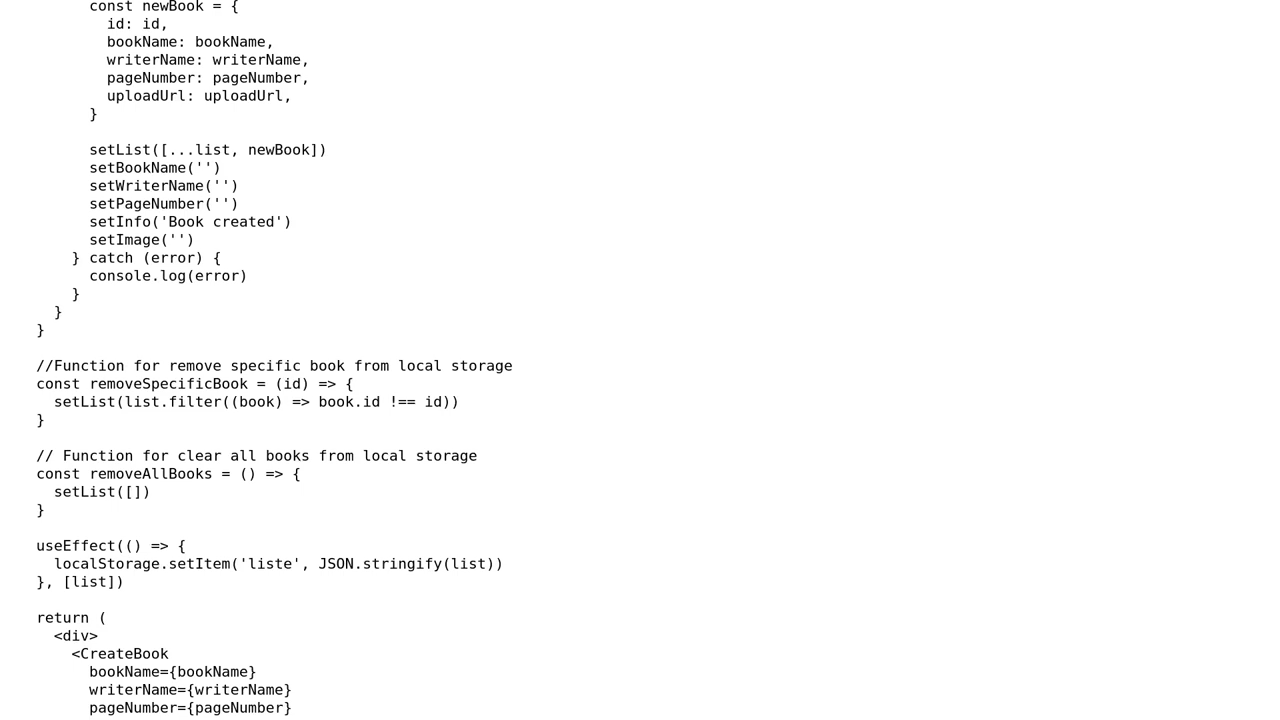 const newBook = {
id: id,
bookName: bookName,
writerName: writerName,
pageNumber: pageNumber,
uploadUrl: uploadUrl,
}
setList([...list, newBook])
setBookName('')
setWriterName('')
setPageNumber('')
setInfo('Book created')
setImage('')
} catch (error) {
console.log(error)
}
}
}
//Function for remove specific book from local storage
const removeSpecificBook = (id) => {
setList(list.filter((book) => book.id !== id))
}
// Function for clear all books from local storage
const removeAllBooks = () => {
setList([])
}
useEffect(() => {
localStorage.setItem('liste', JSON.stringify(list))
}, [list])
return (
<div>
<CreateBook
bookName={bookName}
writerName={writerName}
pageNumber={pageNumber}